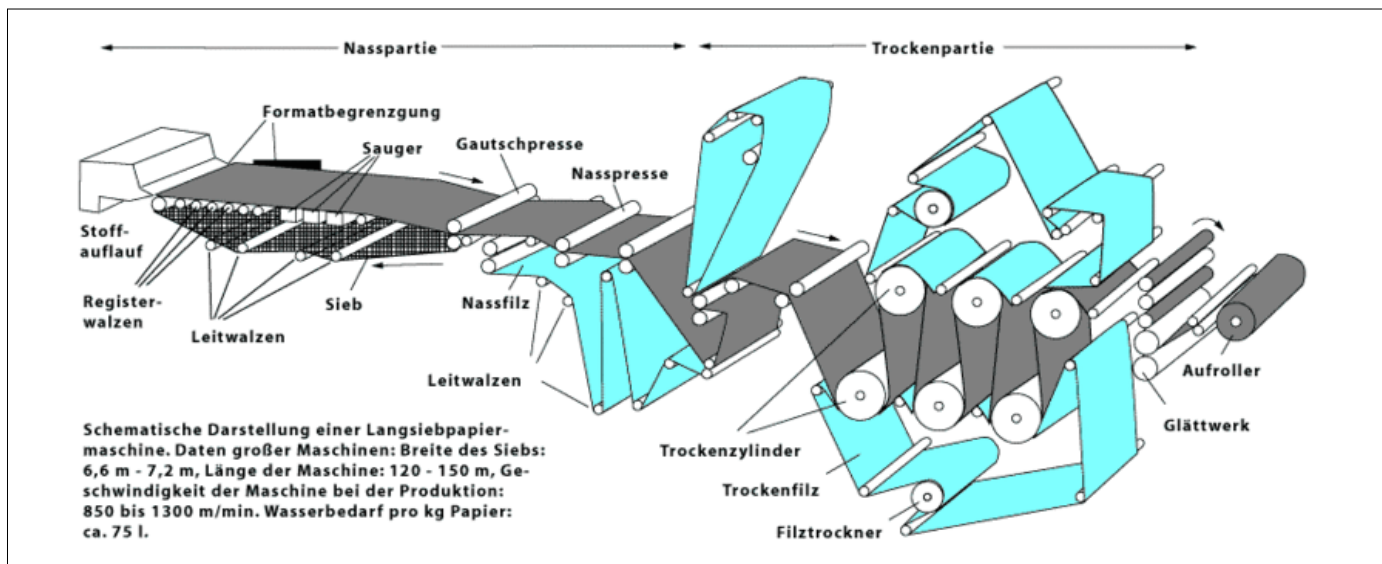 Nasspartie
Trockenpartie
Formatbegrenzgung
Sauger
Gautschpresse
Nasspresse
Stoff-
auflauf
Register-
walzen
Leitwalzen
Sieb
Nassfilz
Leitwalzen
Trockenzylinder
Trockenfilz
Filztrockner
Aufroller
Glättwerk
Schematische Darstellung einer Langsiebpapier-
maschine. Daten großer Maschinen: Breite des Siebs:
6,6 m - 7,2 m, Länge der Maschine: 120 - 150 m, Ge-
schwindigkeit der Maschine bei der Produktion:
850 bis 1300 m/min. Wasserbedarf pro kg Papier:
ca. 75 l.